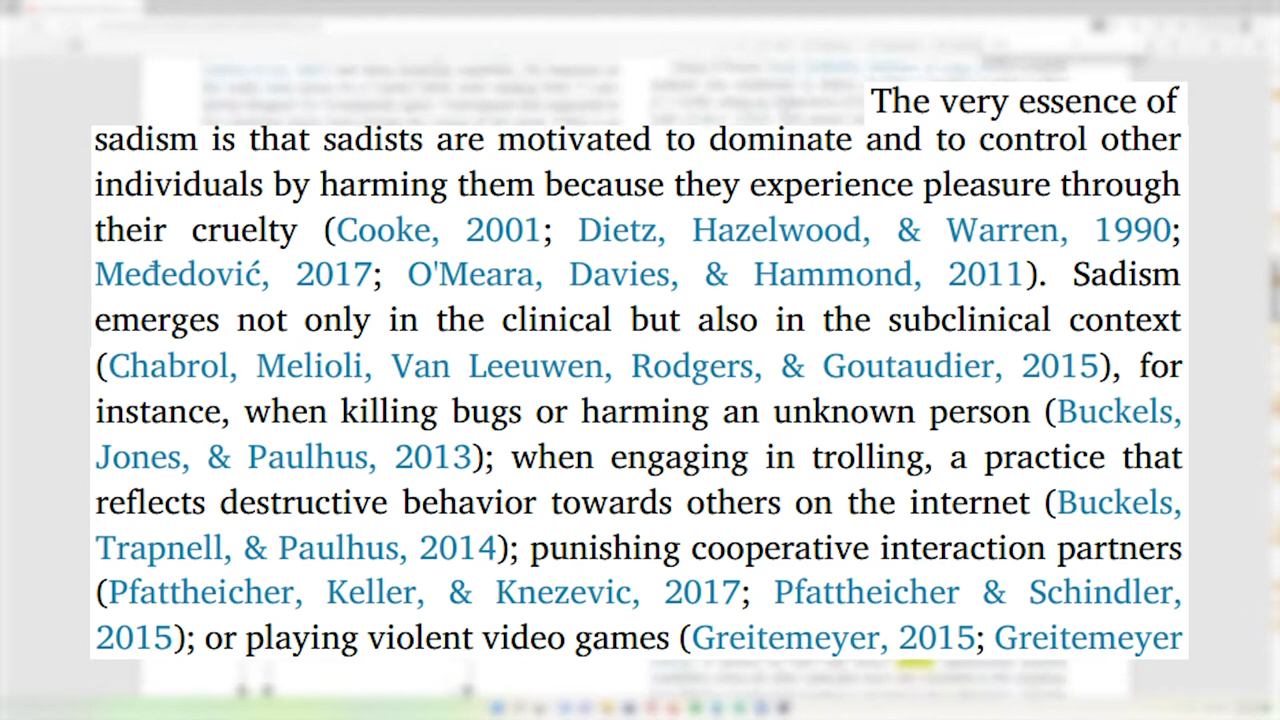 The very essence of
sadism is that sadists are motivated to dominate and to control other
individuals by harming them because they experience pleasure through
their cruelty (Cooke, 2001; Dietz, Hazelwood, & Warren, 1990;
Međedović, 2017; O'Meara, Davies, & Hammond, 2011). Sadism
emerges not only in the clinical but also in the subclinical context
(Chabrol, Melioli, Van Leeuwen, Rodgers, & Goutaudier, 2015), for
instance, when killing bugs or harming an unknown person (Buckels,
Jones, & Paulhus, 2013); when engaging in trolling, a practice that
reflects destructive behavior towards others on the internet (Buckels,
Trapnell, & Paulhus, 2014); punishing cooperative interaction partners
(Pfattheicher, Keller, & Knezevic, 2017; Pfattheicher & Schindler,
2015); or playing violent video games (Greitemeyer, 2015; Greitemeyer